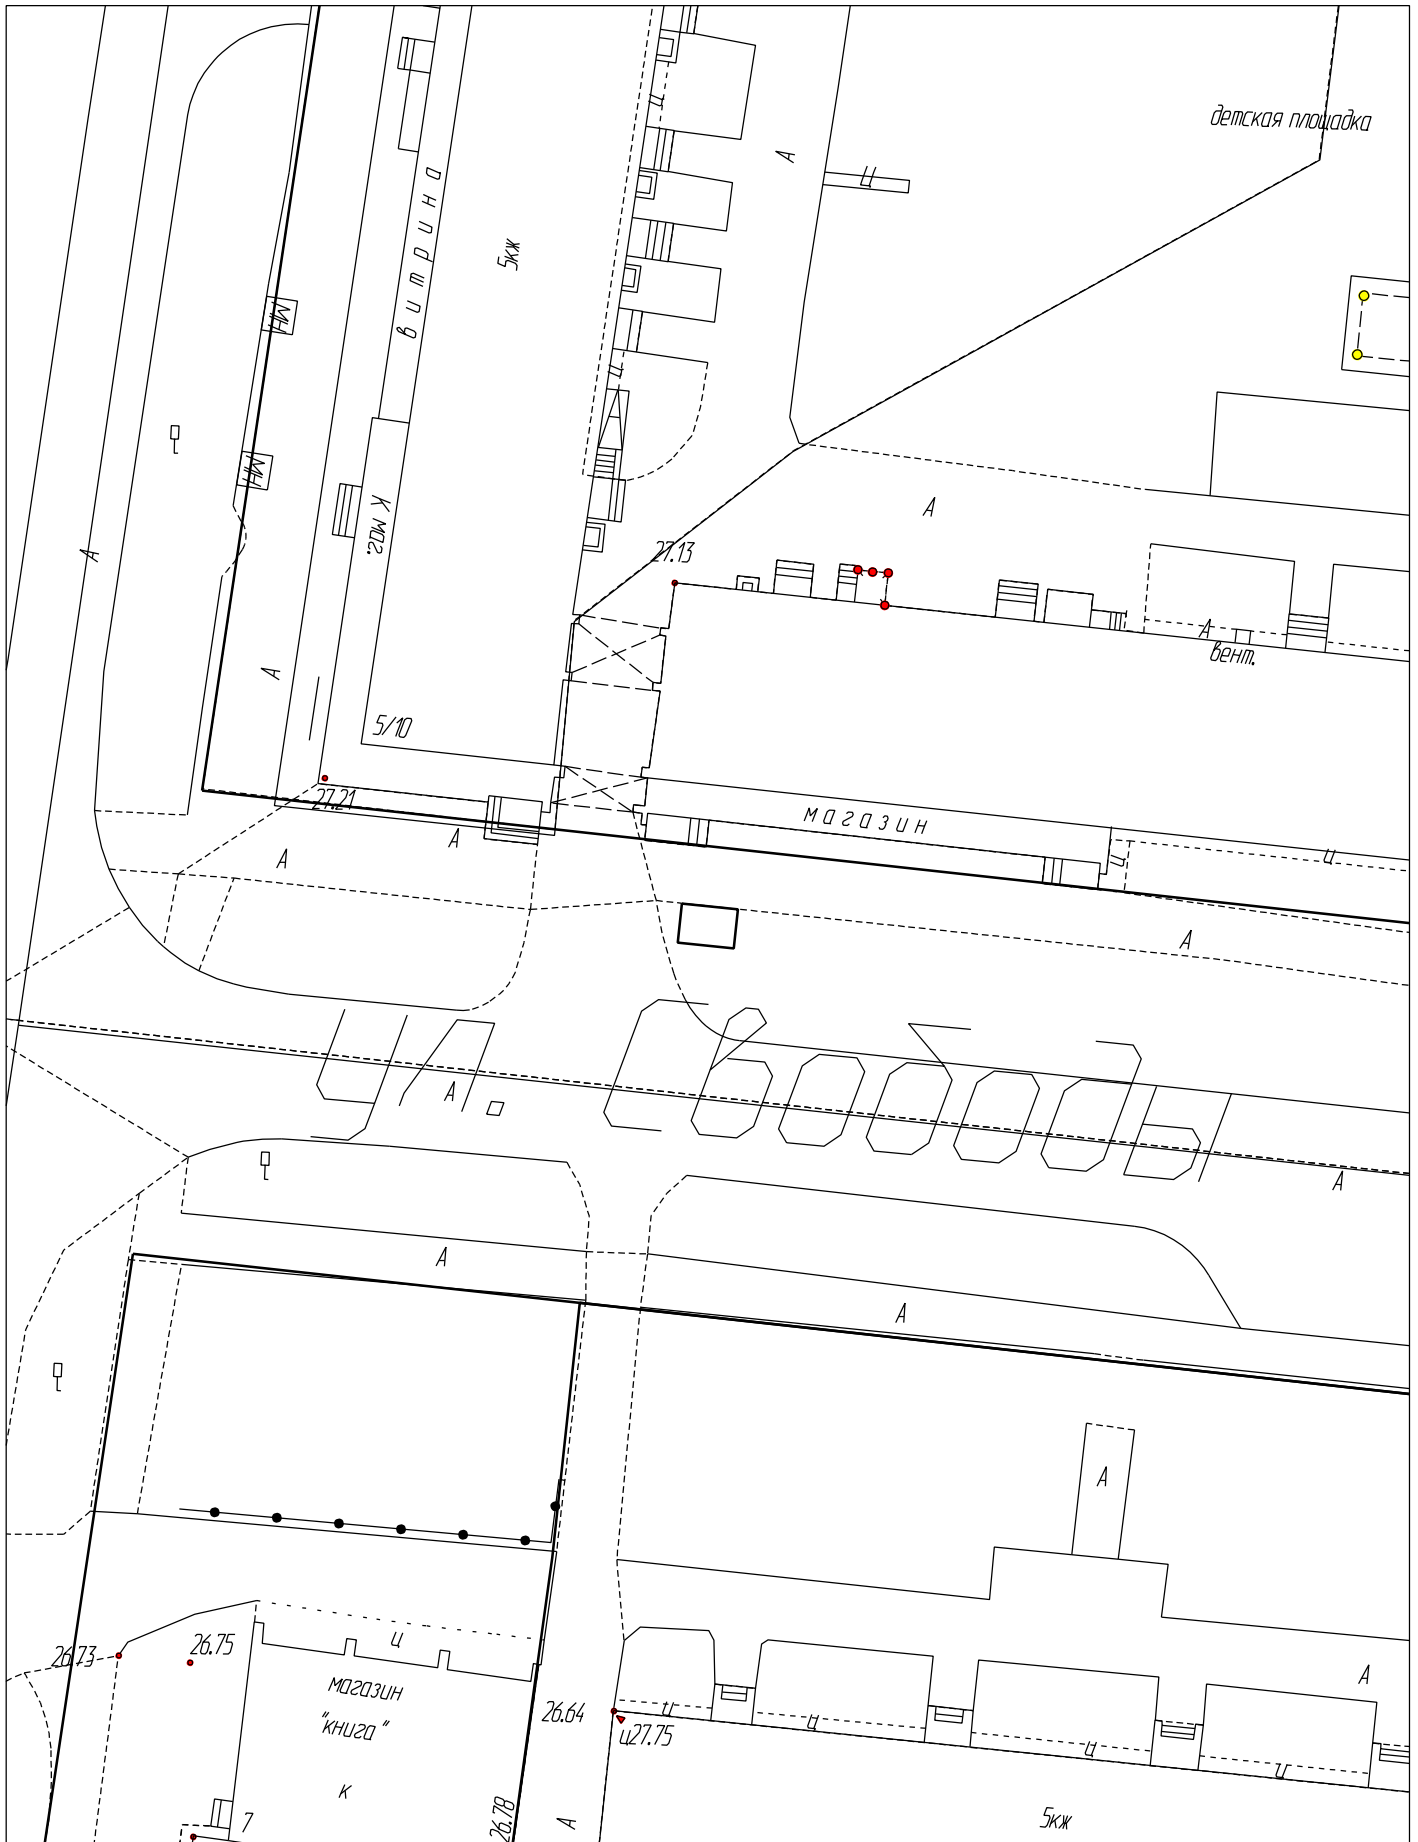 детская площадка
А
ц
Ц
5кж
витрина
МН
МН
ц
А
К маг.
27.13
А
А
вент.
А
5/10
27.21
магазин
А
А
ц
ц
А
ул. Свободы
А
А
А
А
А
26.73
26.75
ц
магазин
"книга"
К
7
26.64
ц27.75
26.78
А
ц
ц
ц
ц
А
5кж